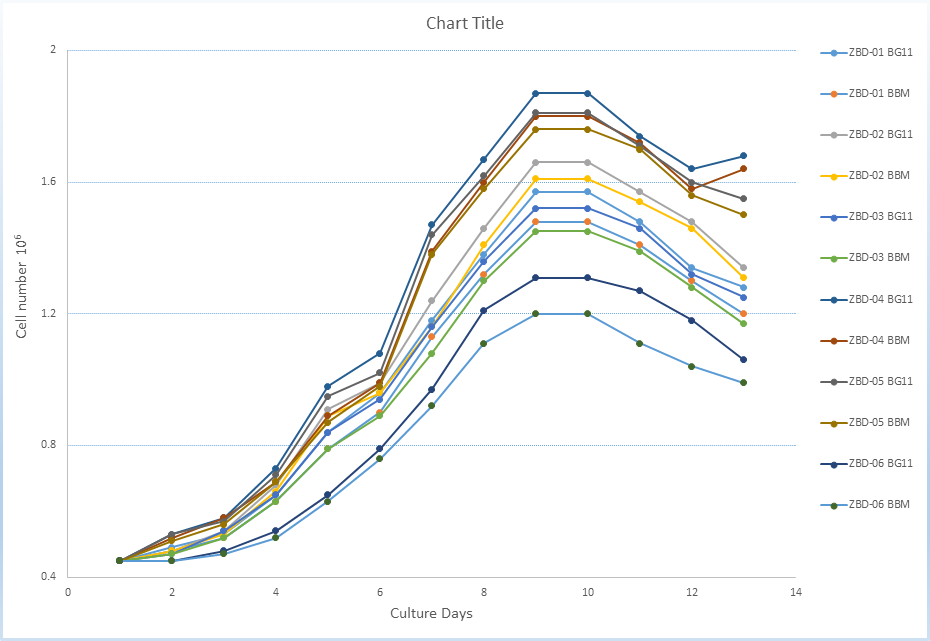 Chart Title
2
1.6
1.2
0.8
0.4
Cell number 10⁶
0 2 4 6 8 10 12 14
Culture Days
ZBD-01 BG11
ZBD-01 BBM
ZBD-02 BG11
ZBD-02 BBM
ZBD-03 BG11
ZBD-03 BBM
ZBD-04 BG11
ZBD-04 BBM
ZBD-05 BG11
ZBD-05 BBM
ZBD-06 BG11
ZBD-06 BBM